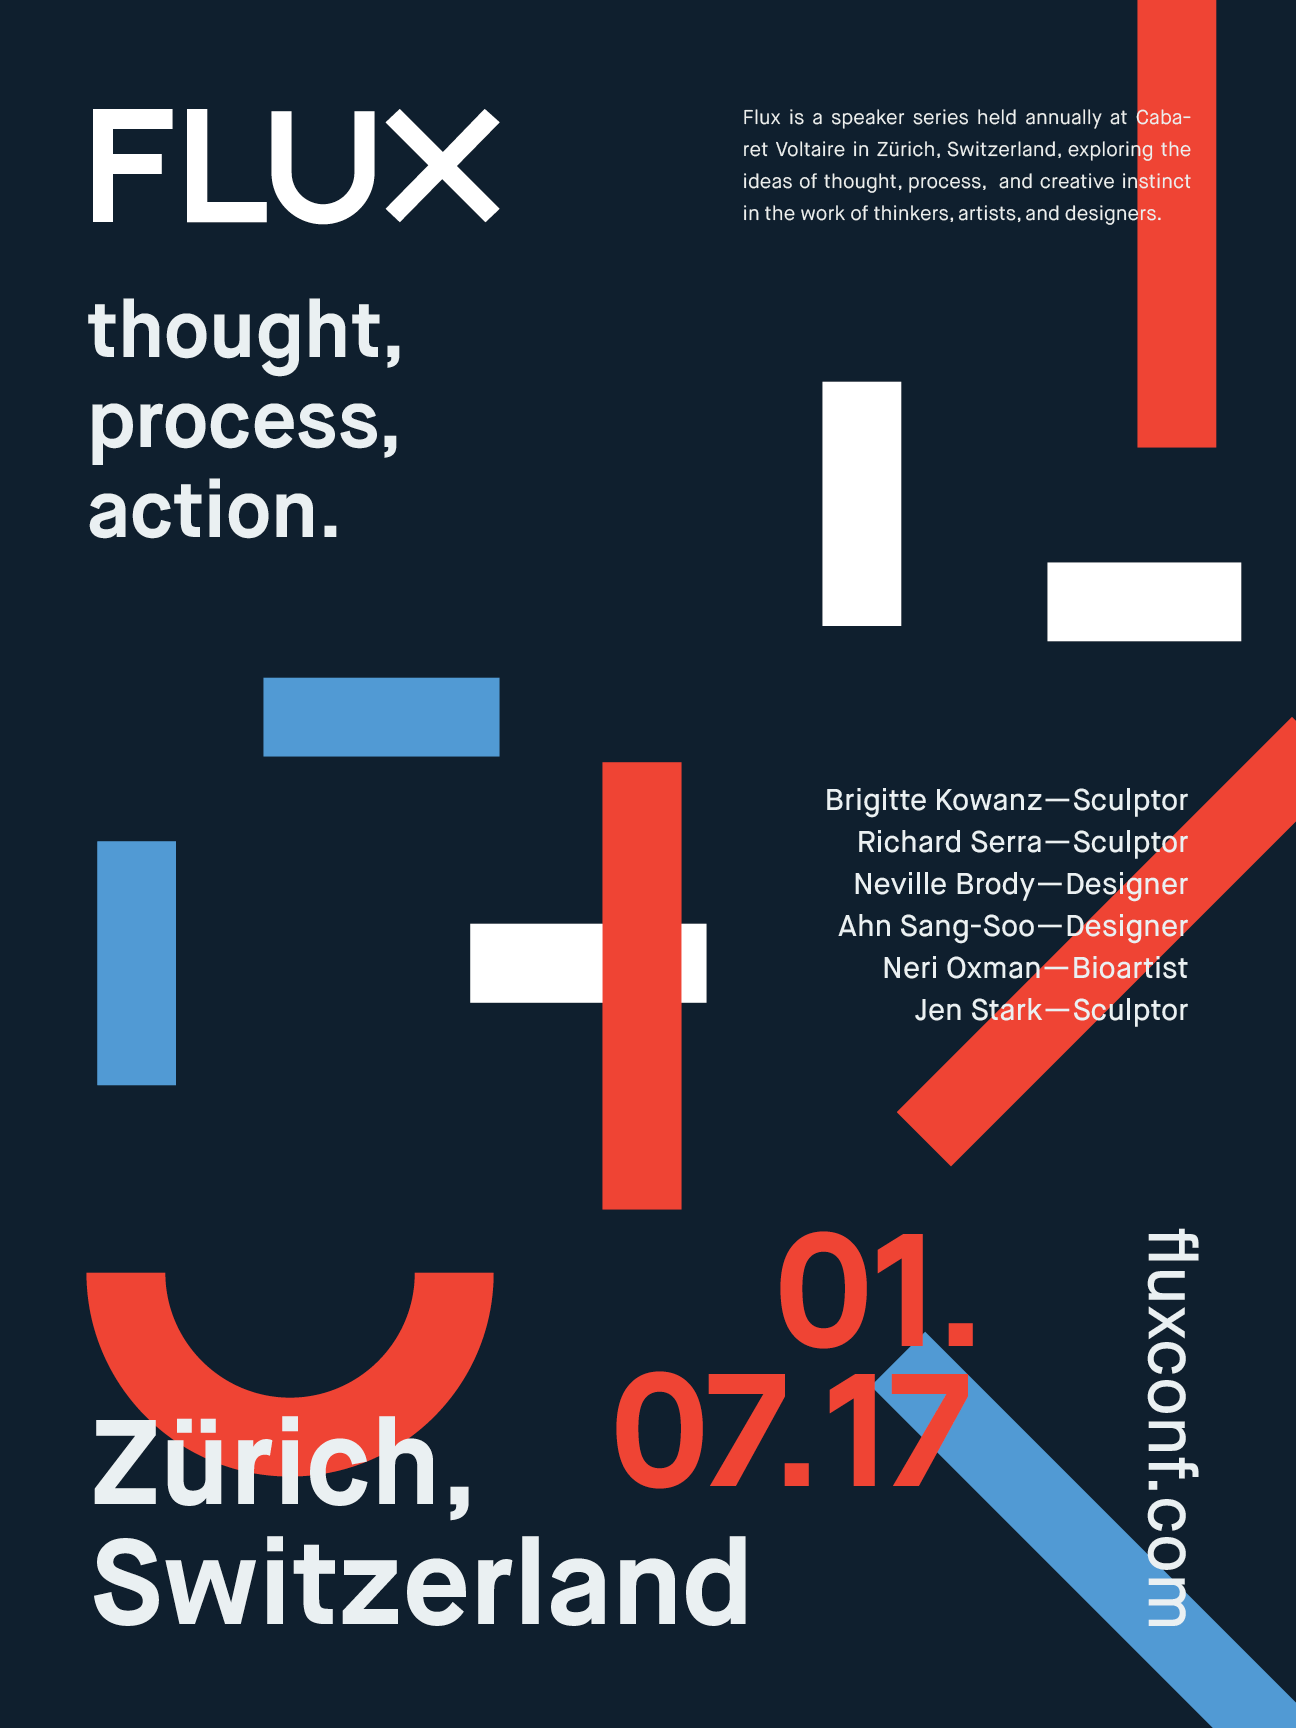 FLUX
Flux is a speaker series held annually at Caba-
ret Voltaire in Zürich, Switzerland, exploring the
ideas of thought, process, and creative instinct
in the work of thinkers, artists, and designers.
thought,
process,
action.
Brigitte Kowanz—Sculptor
Richard Serra—Sculptor
Neville Brody—Designer
Ahn Sang-Soo—Designer
Neri Oxman—Bioartist
Jen Stark—Sculptor
01.
07.17
fluxconf.com
Zürich,
Switzerland